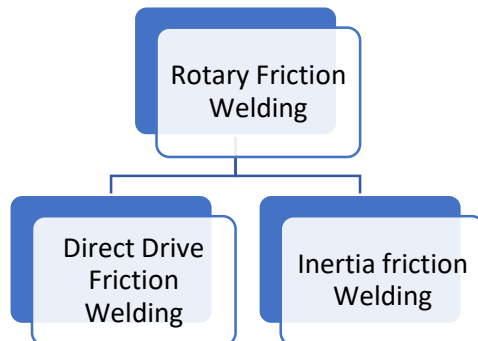 Rotary Friction
Welding
Direct Drive
Friction
Welding
Inertia friction
Welding